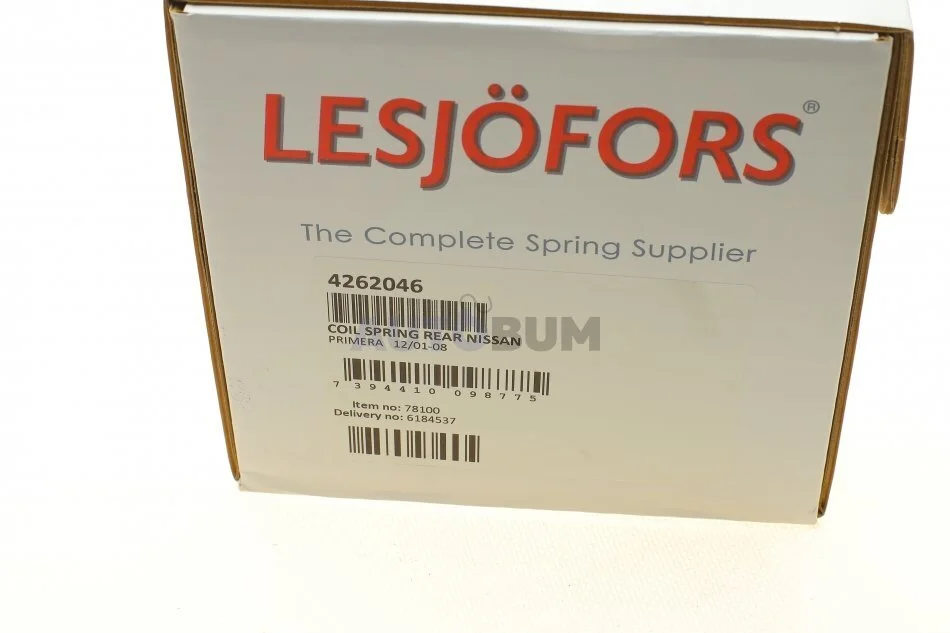 LESJÖFORS®
The Complete Spring Supplier
4262046
AUTOBUM
COIL SPRING REAR NISSAN
PRIMERA 12/01-08
7 394410 098775
Item no: 78100
Delivery no: 6184537